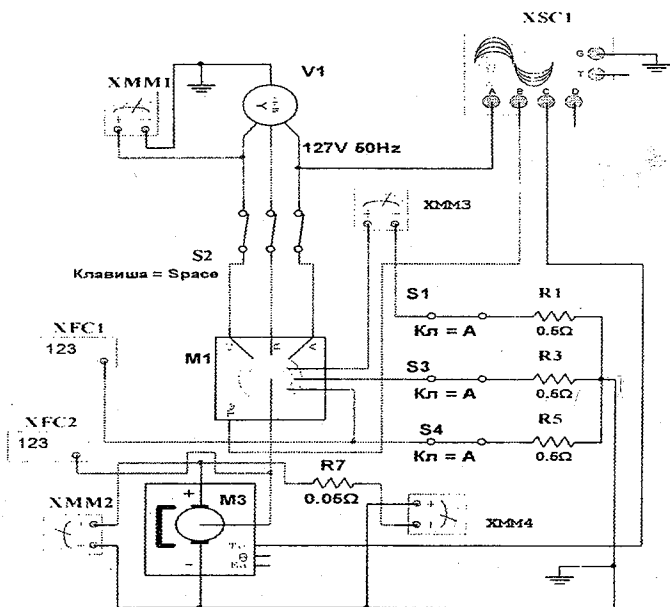 XSC1
G
T
A B C D
V1
XMM1
127V 50Hz
XMM3
S2
Клавиша = Space
S1
R1
Кл = А
0.5Ω
XFC1
123
M1
S3
R3
Кл = А
0.5Ω
XFC2
123
S4
R5
Кл = А
0.5Ω
R7
0.05Ω
XMM2
M3
XMM4